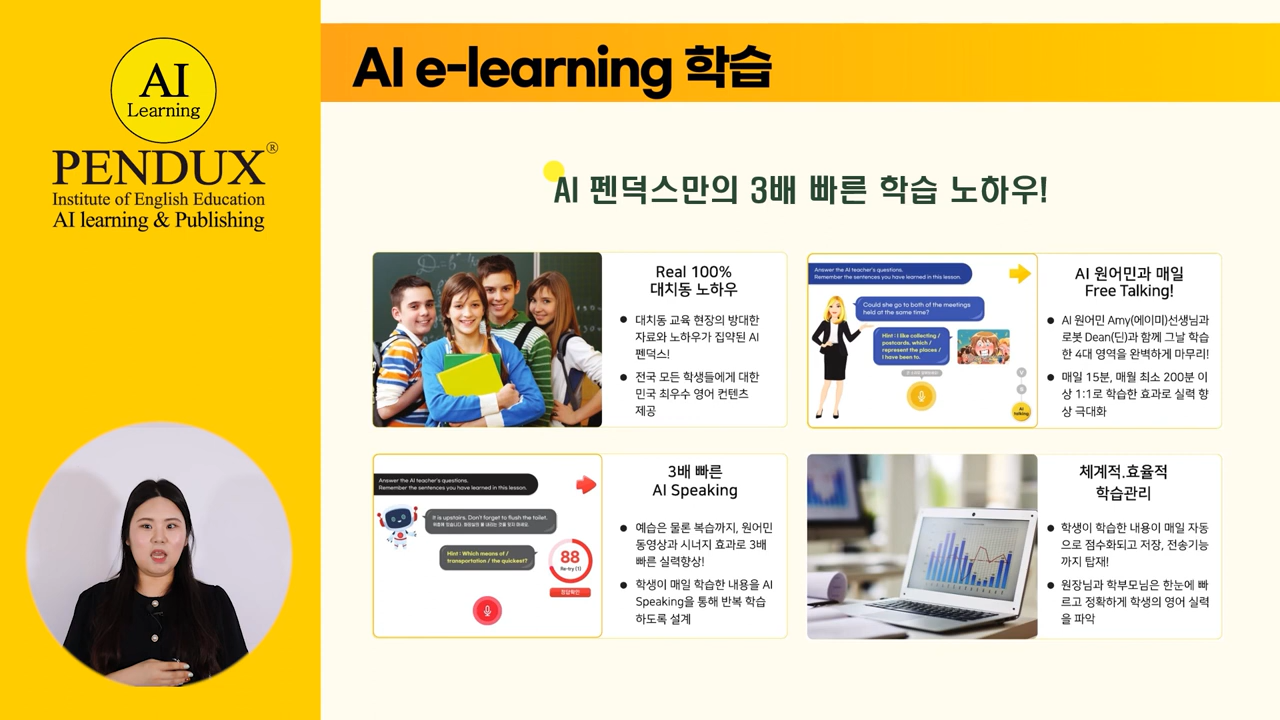 AI
Learning
PENDUX®
Institute of English Education
AI learning & Publishing
AI e-learning 학습
AI 펜덕스만의 3배 빠른 학습 노하우!
Real 100%
대치동 노하우
● 대치동 교육 현장의 방대한
자료와 노하우가 집약된 AI
펜덕스!
● 전국 모든 학생들에게 대한
민국 최우수 영어 컨텐츠
제공
Answer the AI teacher's questions.
Remember the sentences you have learned in this lesson.
Could she go to both of the meetings
held at the same time?
Hint : I like collecting /
postcards, which /
represent the places /
I have been to.
AI
talking
AI 원어민과 매일
Free Talking!
● AI 원어민 Amy(에이미)선생님과
로봇 Dean(딘)과 함께 그날 학습
한 4대 영역을 완벽하게 마무리!
● 매일 15분, 매월 최소 200분 이
상 1:1로 학습한 효과로 실력 향
상 극대화
Answer the AI teacher's questions.
Remember the sentences you have learned in this lesson.
It is upstairs. Don't forget to flush the toilet.
Hint : Which means of /
transportation / the quickest?
88
Re-try (1)
정답확인
3배 빠른
AI Speaking
● 예습은 물론 복습까지, 원어민
동영상과 시너지 효과로 3배
빠른 실력향상!
● 학생이 매일 학습한 내용을 AI
Speaking을 통해 반복 학습
하도록 설계
체계적.효율적
학습관리
● 학생이 학습한 내용이 매일 자동
으로 점수화되고 저장, 전송기능
까지 탑재!
● 원장님과 학부모님은 한눈에 빠
르고 정확하게 학생의 영어 실력
을 파악